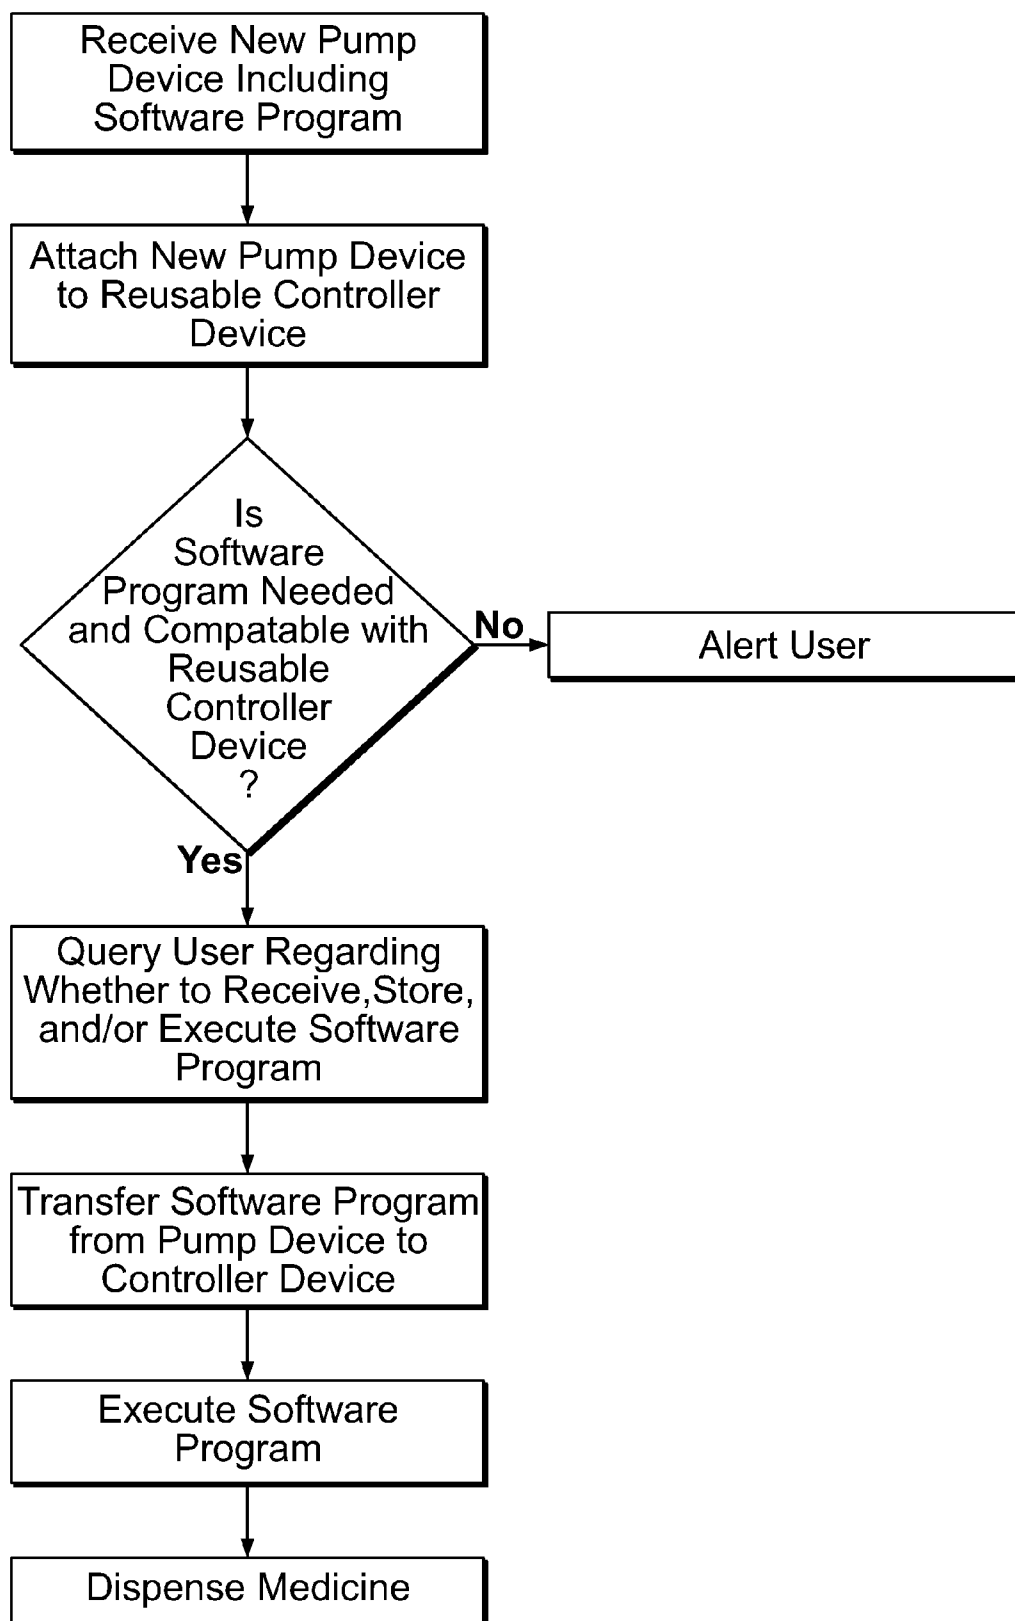 Receive New Pump
Device Including
Software Program
Attach New Pump Device
to Reusable Controller
Device
Is
Software
Program Needed
and Compatable with
Reusable
Controller
Device
?
No
Alert User
Yes
Query User Regarding
Whether to Receive,Store,
and/or Execute Software
Program
Transfer Software Program
from Pump Device to
Controller Device
Execute Software
Program
Dispense Medicine